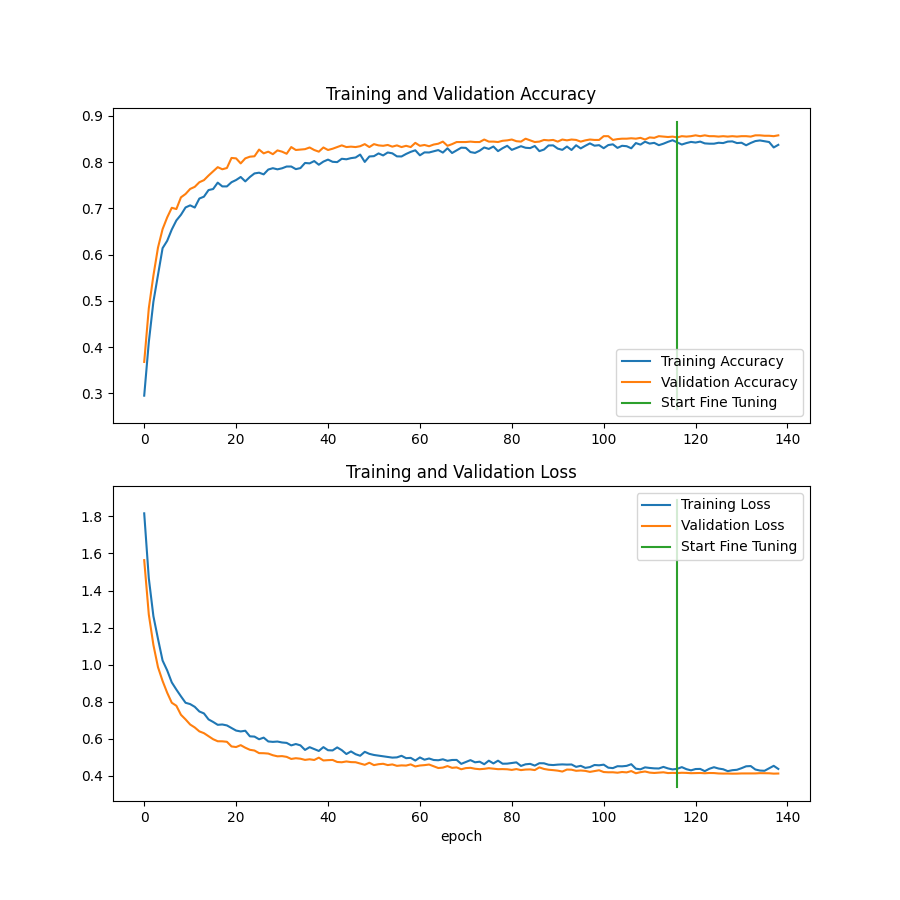 Training and Validation Accuracy
0.9
0.8
0.7
0.6
0.5
0.4
0.3
Training Accuracy
Validation Accuracy
Start Fine Tuning
0 20 40 60 80 100 120 140
Training and Validation Loss
1.8
1.6
1.4
1.2
1.0
0.8
0.6
0.4
Training Loss
Validation Loss
Start Fine Tuning
0 20 40 60 80 100 120 140
epoch